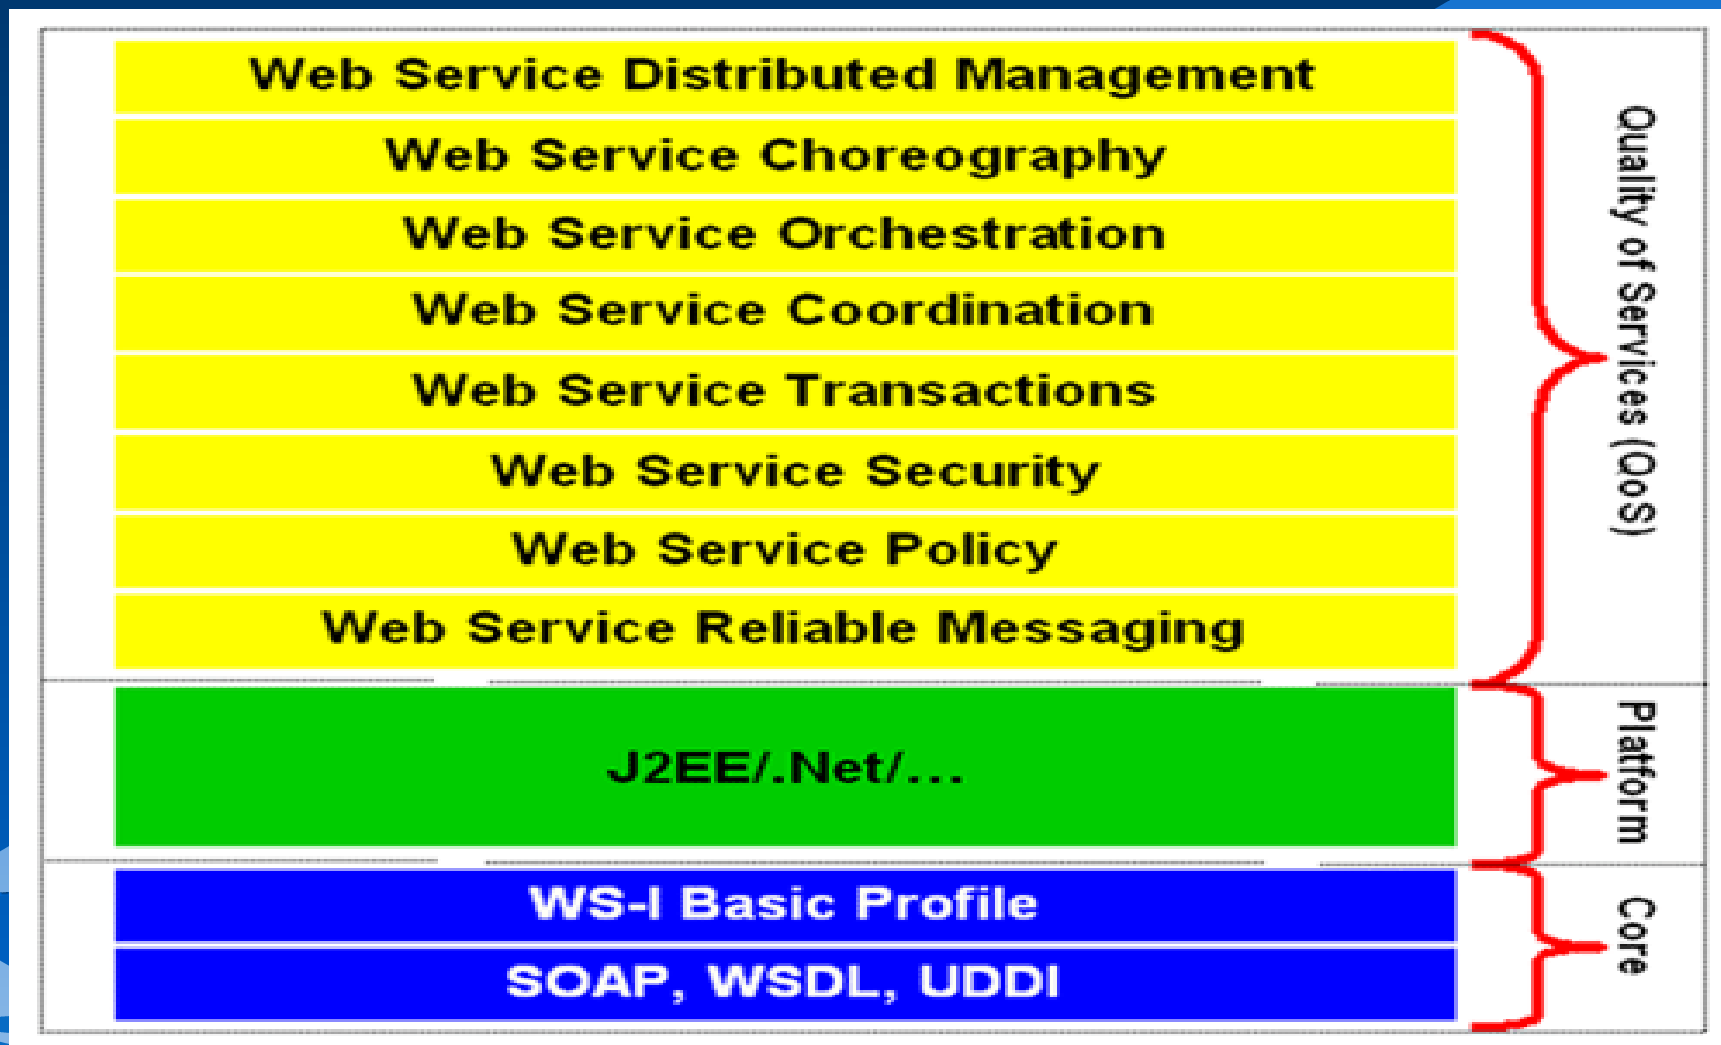 Web Service Distributed Management
Web Service Choreography
Web Service Orchestration
Web Service Coordination
Web Service Transactions
Web Service Security
Web Service Policy
Web Service Reliable Messaging
Quality of Services (QoS)
J2EE/.Net/...
Platform
WS-I Basic Profile
SOAP, WSDL, UDDI
Core